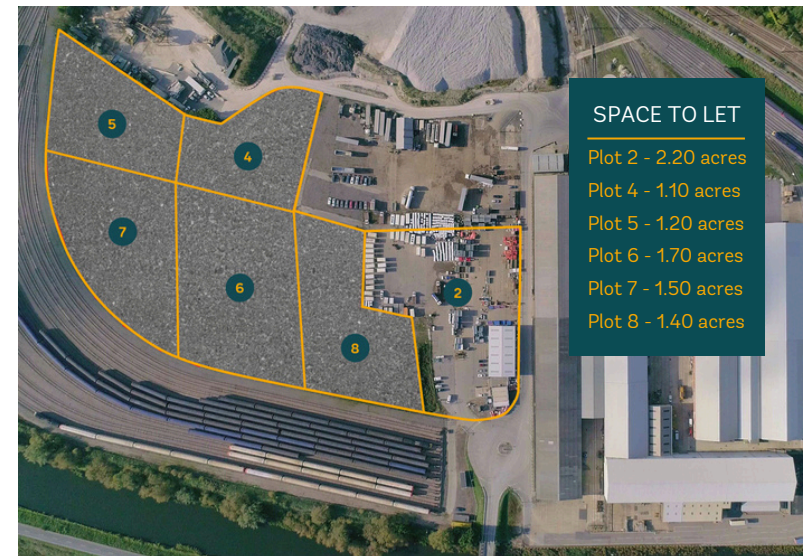 SPACE TO LET
Plot 2 - 2.20 acres
Plot 4 - 1.10 acres
Plot 5 - 1.20 acres
Plot 6 - 1.70 acres
Plot 7 - 1.50 acres
Plot 8 - 1.40 acres
5
4
7
6
2
8